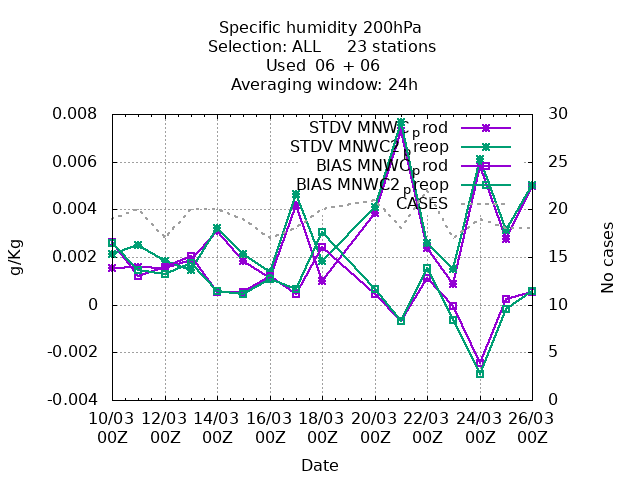 Specific humidity 200hPa
Selection: ALL 23 stations
Used 06 + 06
Averaging window: 24h
0.008
0.006
0.004
0.002
0
-0.002
-0.004
g/Kg
STDV MNWC_prod
STDV MNWC2_preop
BIAS MNWC_prod
BIAS MNWC2_preop
CASES
30
25
20
15
10
5
0
No cases
10/03 12/03 14/03 16/03 18/03 20/03 22/03 24/03 26/03
00Z 00Z 00Z 00Z 00Z 00Z 00Z 00Z 00Z
Date